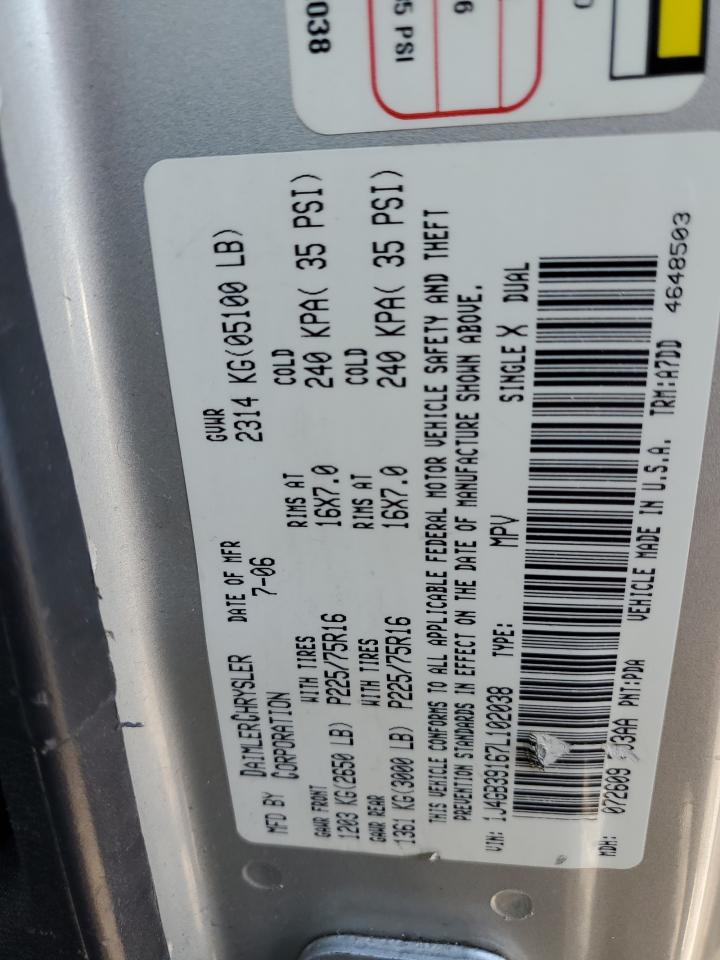 038
5 PSI
6
MFD BY DAIMLERCHRYSLER CORPORATION
DATE OF MFR 7-06
GVWR 2314 KG(05100 LB)
GAWR FRONT WITH TIRES RIMS AT COLD
1203 KG(2650 LB) P225/75R16 16X7.0 240 KPA( 35 PSI)
GAWR REAR WITH TIRES RIMS AT COLD
1361 KG(3000 LB) P225/75R16 16X7.0 240 KPA( 35 PSI)
THIS VEHICLE CONFORMS TO ALL APPLICABLE FEDERAL MOTOR VEHICLE SAFETY AND THEFT
PREVENTION STANDARDS IN EFFECT ON THE DATE OF MANUFACTURE SHOWN ABOVE.
VIN: 1J4GB39167L102038 TYPE: MPV SINGLE X DUAL
MDH: 072609 PNT:PDA VEHICLE MADE IN U.S.A. TRM:A7DD
4648503